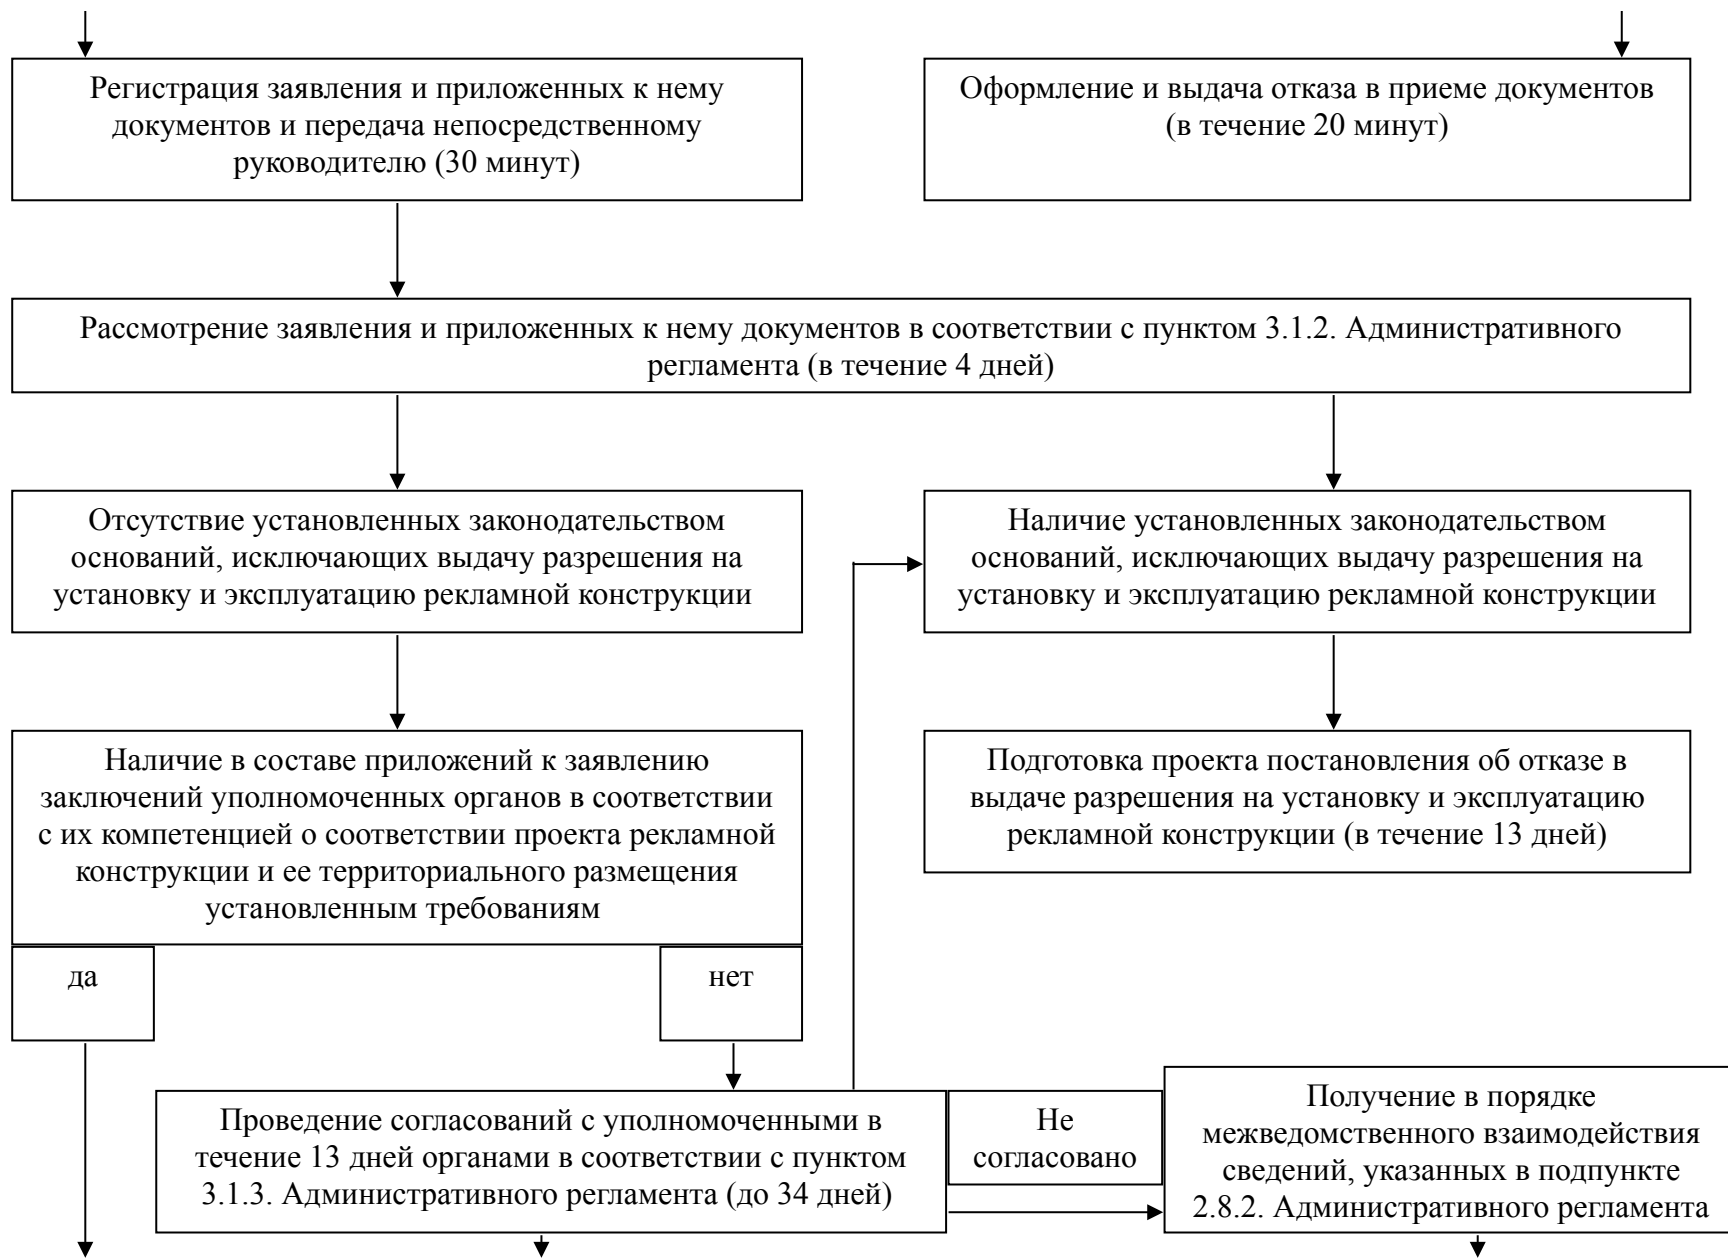 Регистрация заявления и приложенных к нему
документов и передача непосредственному
руководителю (30 минут)
Оформление и выдача отказа в приеме документов
(в течение 20 минут)
Рассмотрение заявления и приложенных к нему документов в соответствии с пунктом 3.1.2. Административного
регламента (в течение 4 дней)
Отсутствие установленных законодательством
оснований, исключающих выдачу разрешения на
установку и эксплуатацию рекламной конструкции
Наличие установленных законодательством
оснований, исключающих выдачу разрешения на
установку и эксплуатацию рекламной конструкции
Наличие в составе приложений к заявлению
заключений уполномоченных органов в соответствии
с их компетенцией о соответствии проекта рекламной
конструкции и ее территориального размещения
установленным требованиям
Подготовка проекта постановления об отказе в
выдаче разрешения на установку и эксплуатацию
рекламной конструкции (в течение 13 дней)
да
нет
Проведение согласований с уполномоченными в
течение 13 дней органами в соответствии с пунктом
3.1.3. Административного регламента (до 34 дней)
Не
согласовано
Получение в порядке
межведомственного взаимодействия
сведений, указанных в подпункте
2.8.2. Административного регламента